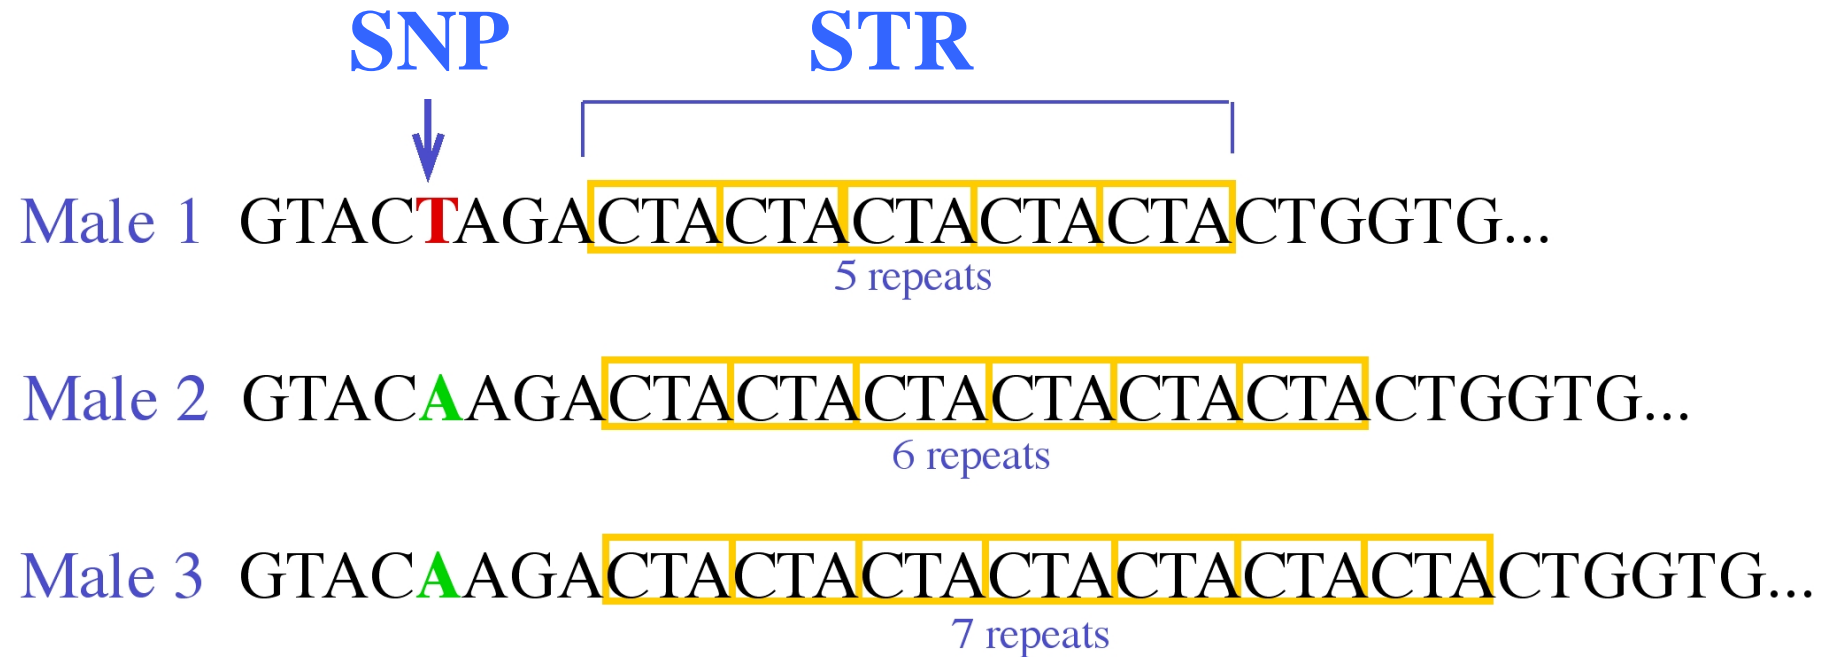 SNP STR
Male 1 GTACTAGACTACTACTACTACTACTGGTG...
5 repeats
Male 2 GTACAAGACTACTACTACTACTACTACTGGTG...
6 repeats
Male 3 GTACAAGACTACTACTACTACTACTACTACTGGTG...
7 repeats